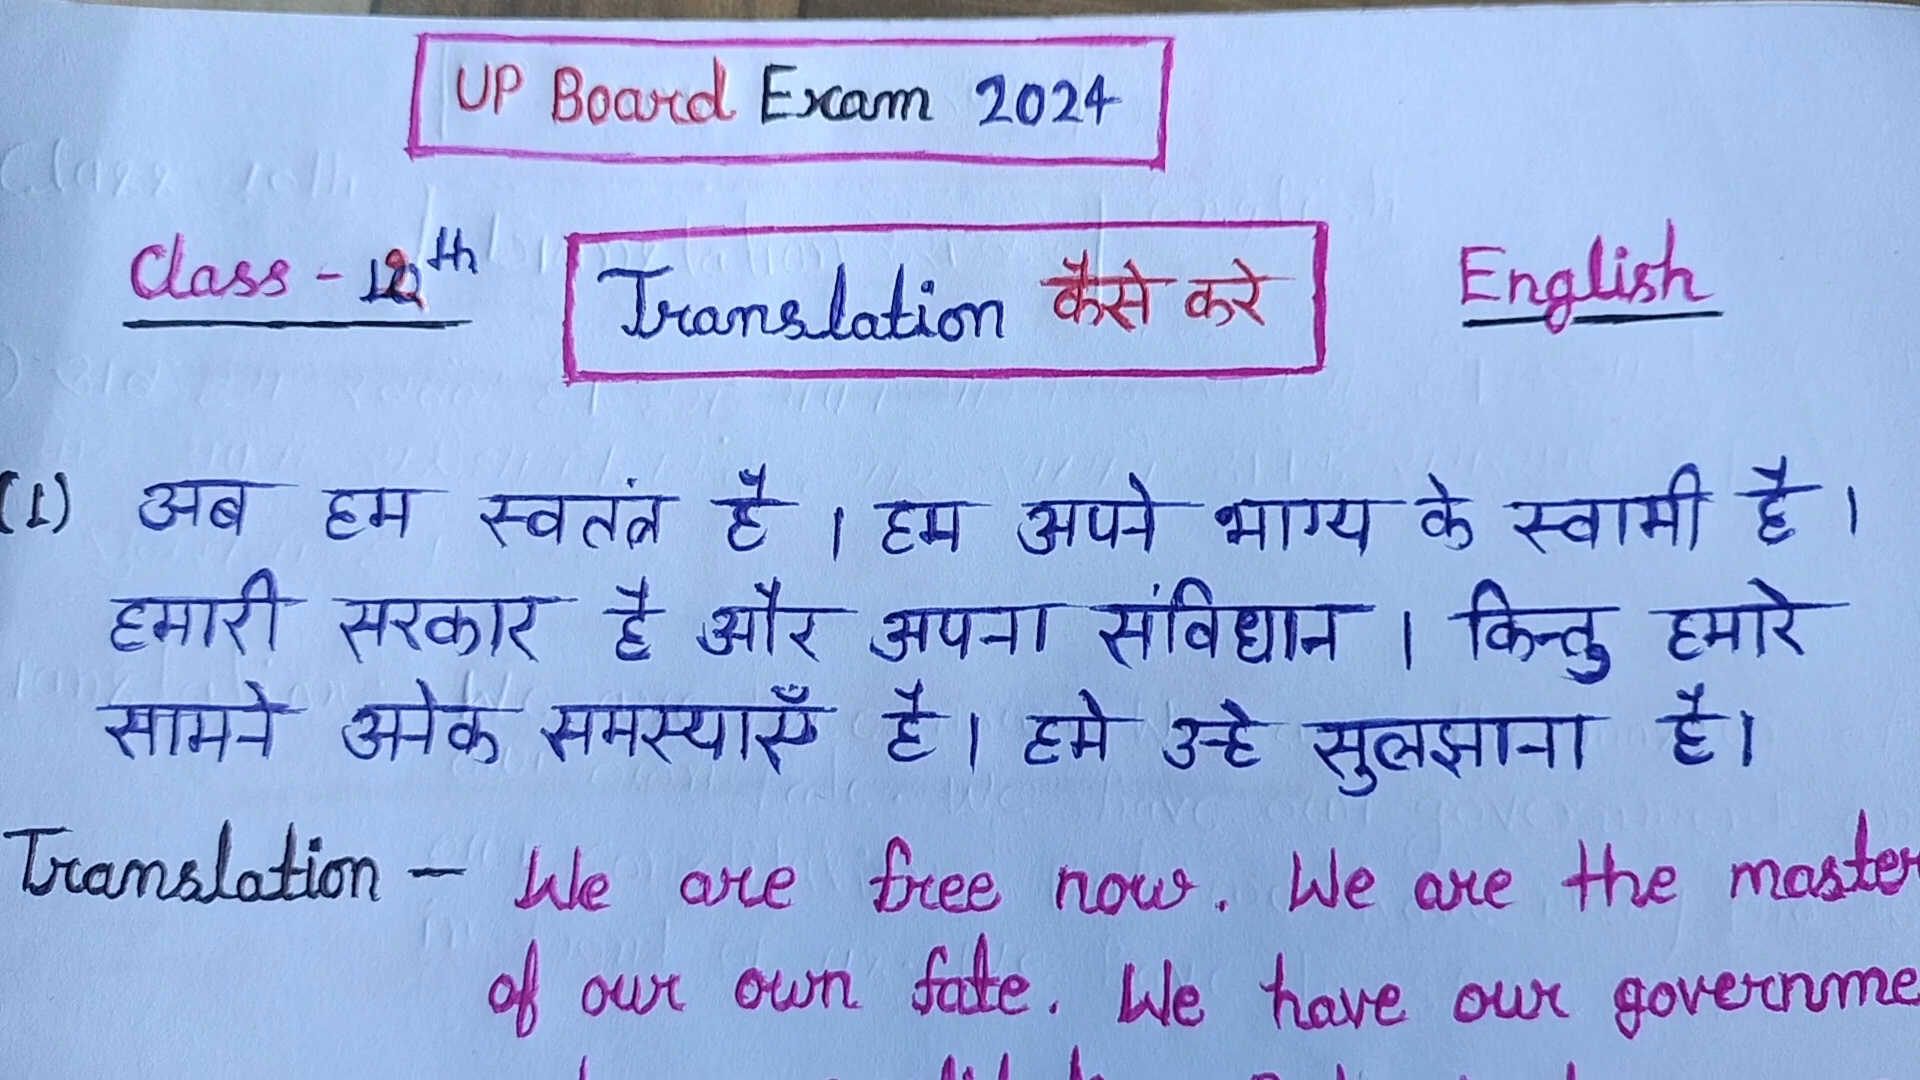 UP Board Exam 2024
Class - 12th
Translation कैसे करे
English
(1) अब हम स्वतंत्र है । हम अपने भाग्य के स्वामी है ।
हमारी सरकार है और अपना संविधान । किन्तु हमारे
सामने अनेक समस्याएँ है । हमे उन्हे सुलझाना है ।
Translation - We are free now. We are the master
of our own fate. We have our governme